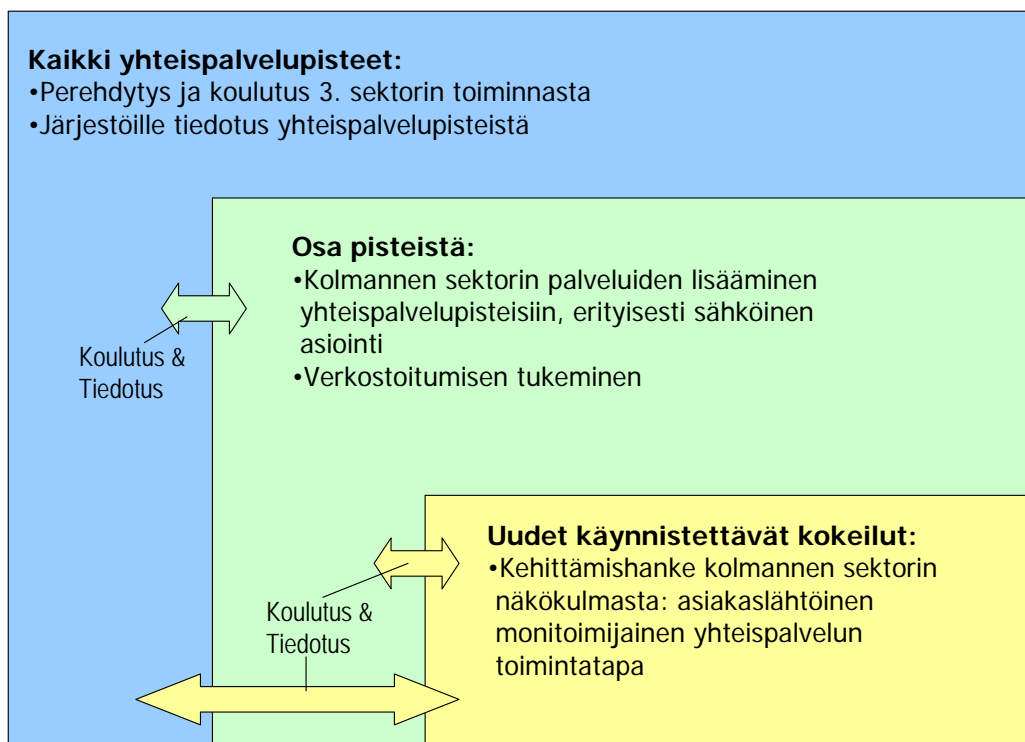 Kaikki yhteispalvelupisteet:
•Perehdytys ja koulutus 3. sektorin toiminnasta
•Järjestöille tiedotus yhteispalvelupisteistä
Osa pisteistä:
•Kolmannen sektorin palveluiden lisääminen
yhteispalvelupisteisiin, erityisesti sähköinen
asiointi
•Verkostoitumisen tukeminen
Koulutus &
Tiedotus
Uudet käynnistettävät kokeilut:
•Kehittämishanke kolmannen sektorin
näkökulmasta: asiakaslähtöinen
monitoimijainen yhteispalvelun
toimintatapa
Koulutus &
Tiedotus